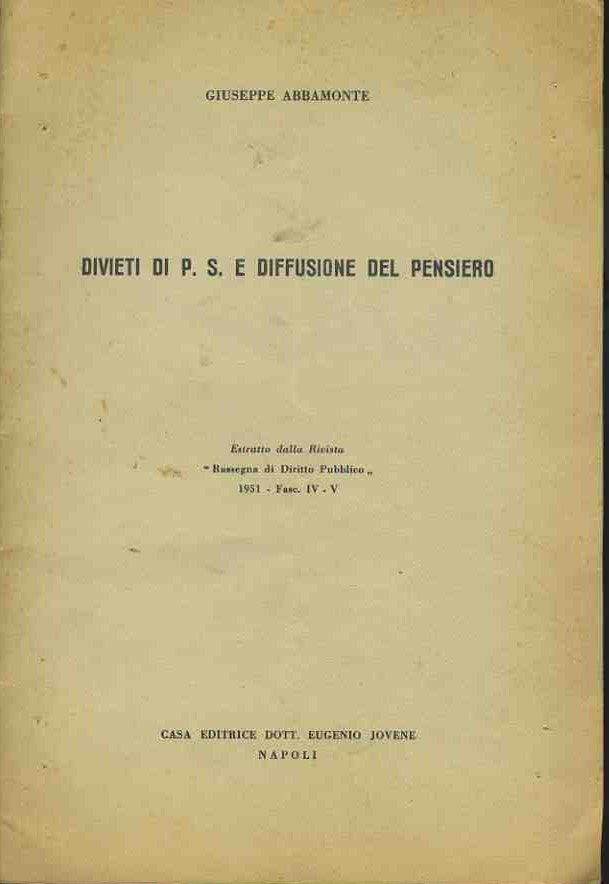 GIUSEPPE ABBAMONTE
DIVIETI DI P. S. E DIFFUSIONE DEL PENSIERO
Estratto dalla Rivista
“ Rassegna di Diritto Pubblico „
1951 - Fasc. IV - V
CASA EDITRICE DOTT. EUGENIO JOVENE
NAPOLI